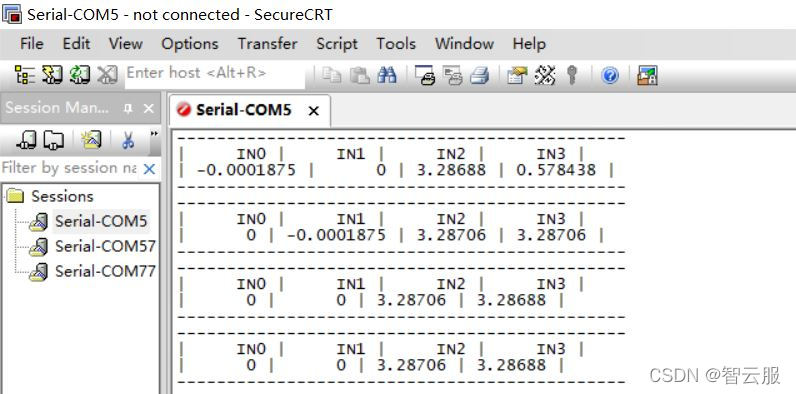 Serial-COM5 - not connected - SecureCRT
File Edit View Options Transfer Script Tools Window Help
Enter host <Alt+R>
Session Man...
Serial-COM5
Filter by session na
Sessions
Serial-COM5
Serial-COM57
Serial-COM77
---------------------------------------------
| IN0 | IN1 | IN2 | IN3 |
| -0.0001875 | 0 | 3.28688 | 0.578438 |
---------------------------------------------
---------------------------------------------
| IN0 | IN1 | IN2 | IN3 |
| 0 | -0.0001875 | 3.28706 | 3.28706 |
---------------------------------------------
---------------------------------------------
| IN0 | IN1 | IN2 | IN3 |
| 0 | 0 | 3.28706 | 3.28688 |
---------------------------------------------
---------------------------------------------
| IN0 | IN1 | IN2 | IN3 |
| 0 | 0 | 3.28706 | 3.28688 |
---------------------------------------------
CSDN @智云服